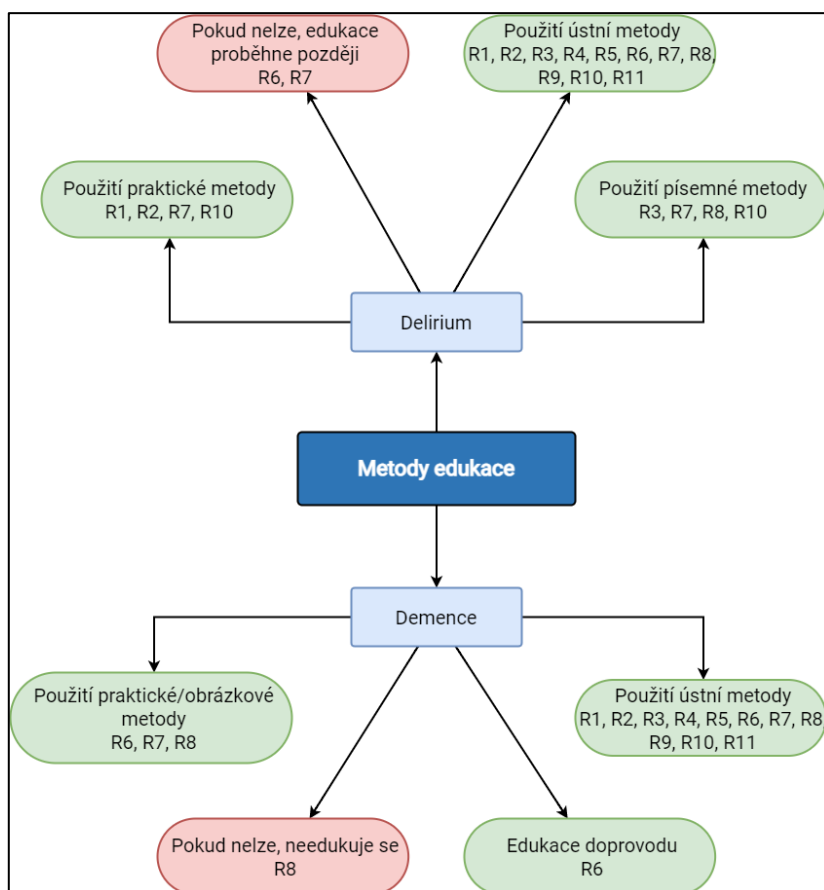 Pokud nelze, edukace
proběhne později
R6, R7
Použití ústní metody
R1, R2, R3, R4, R5, R6, R7, R8,
R9, R10, R11
Použití praktické metody
R1, R2, R7, R10
Použití písemné metody
R3, R7, R8, R10
Delirium
Metody edukace
Demence
Použití praktické/obrázkové
metody
R6, R7, R8
Použití ústní metody
R1, R2, R3, R4, R5, R6, R7, R8
R9, R10, R11
Pokud nelze, needukuje se
R8
Edukace doprovodu
R6